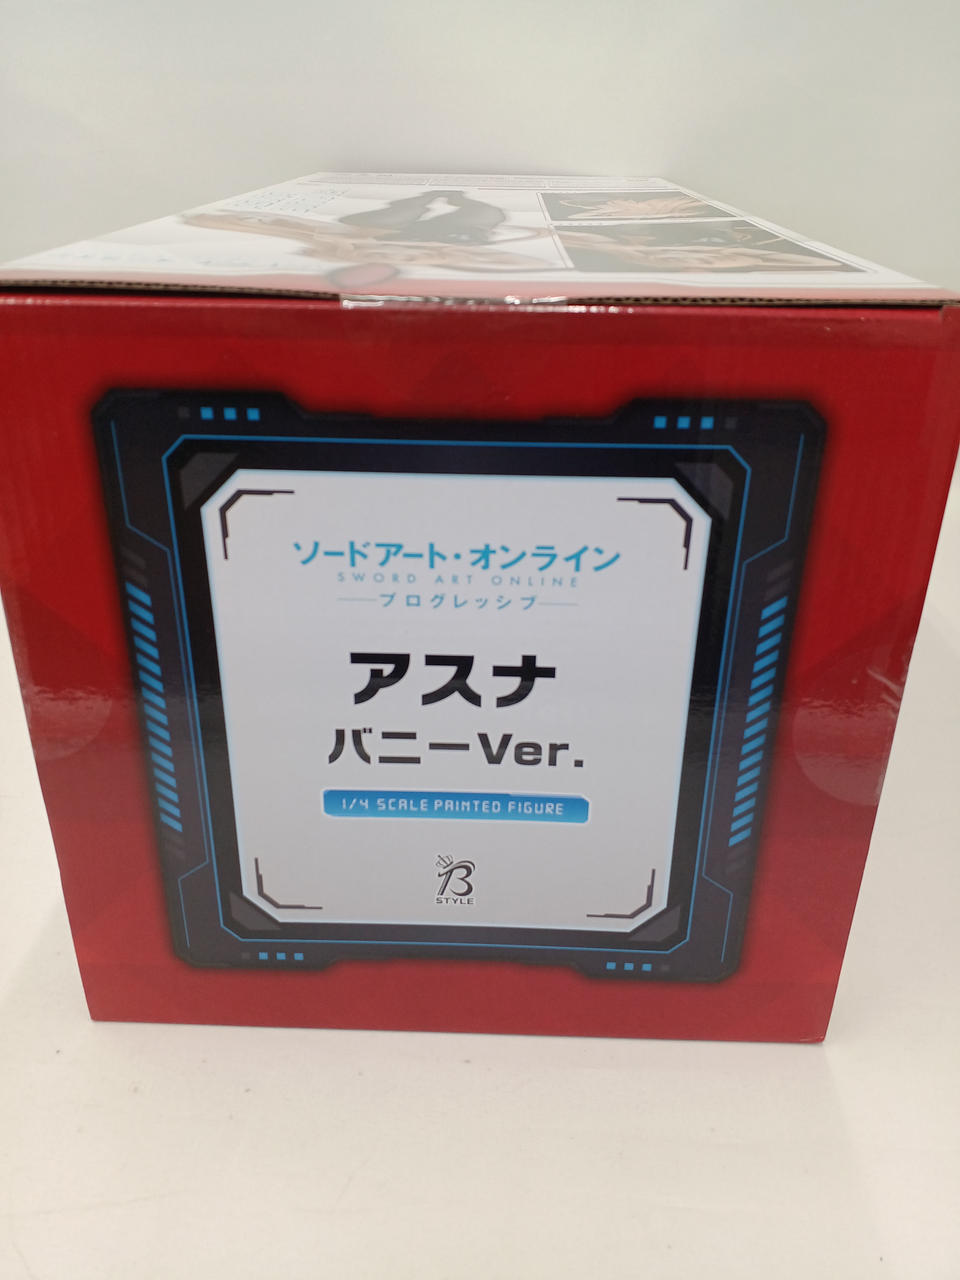 ソードアート・オンライン
SWORD ART ONLINE
プログレッシブ
アスナ
バニーVer.
1/4 SCALE PAINTED FIGURE
B
STYLE